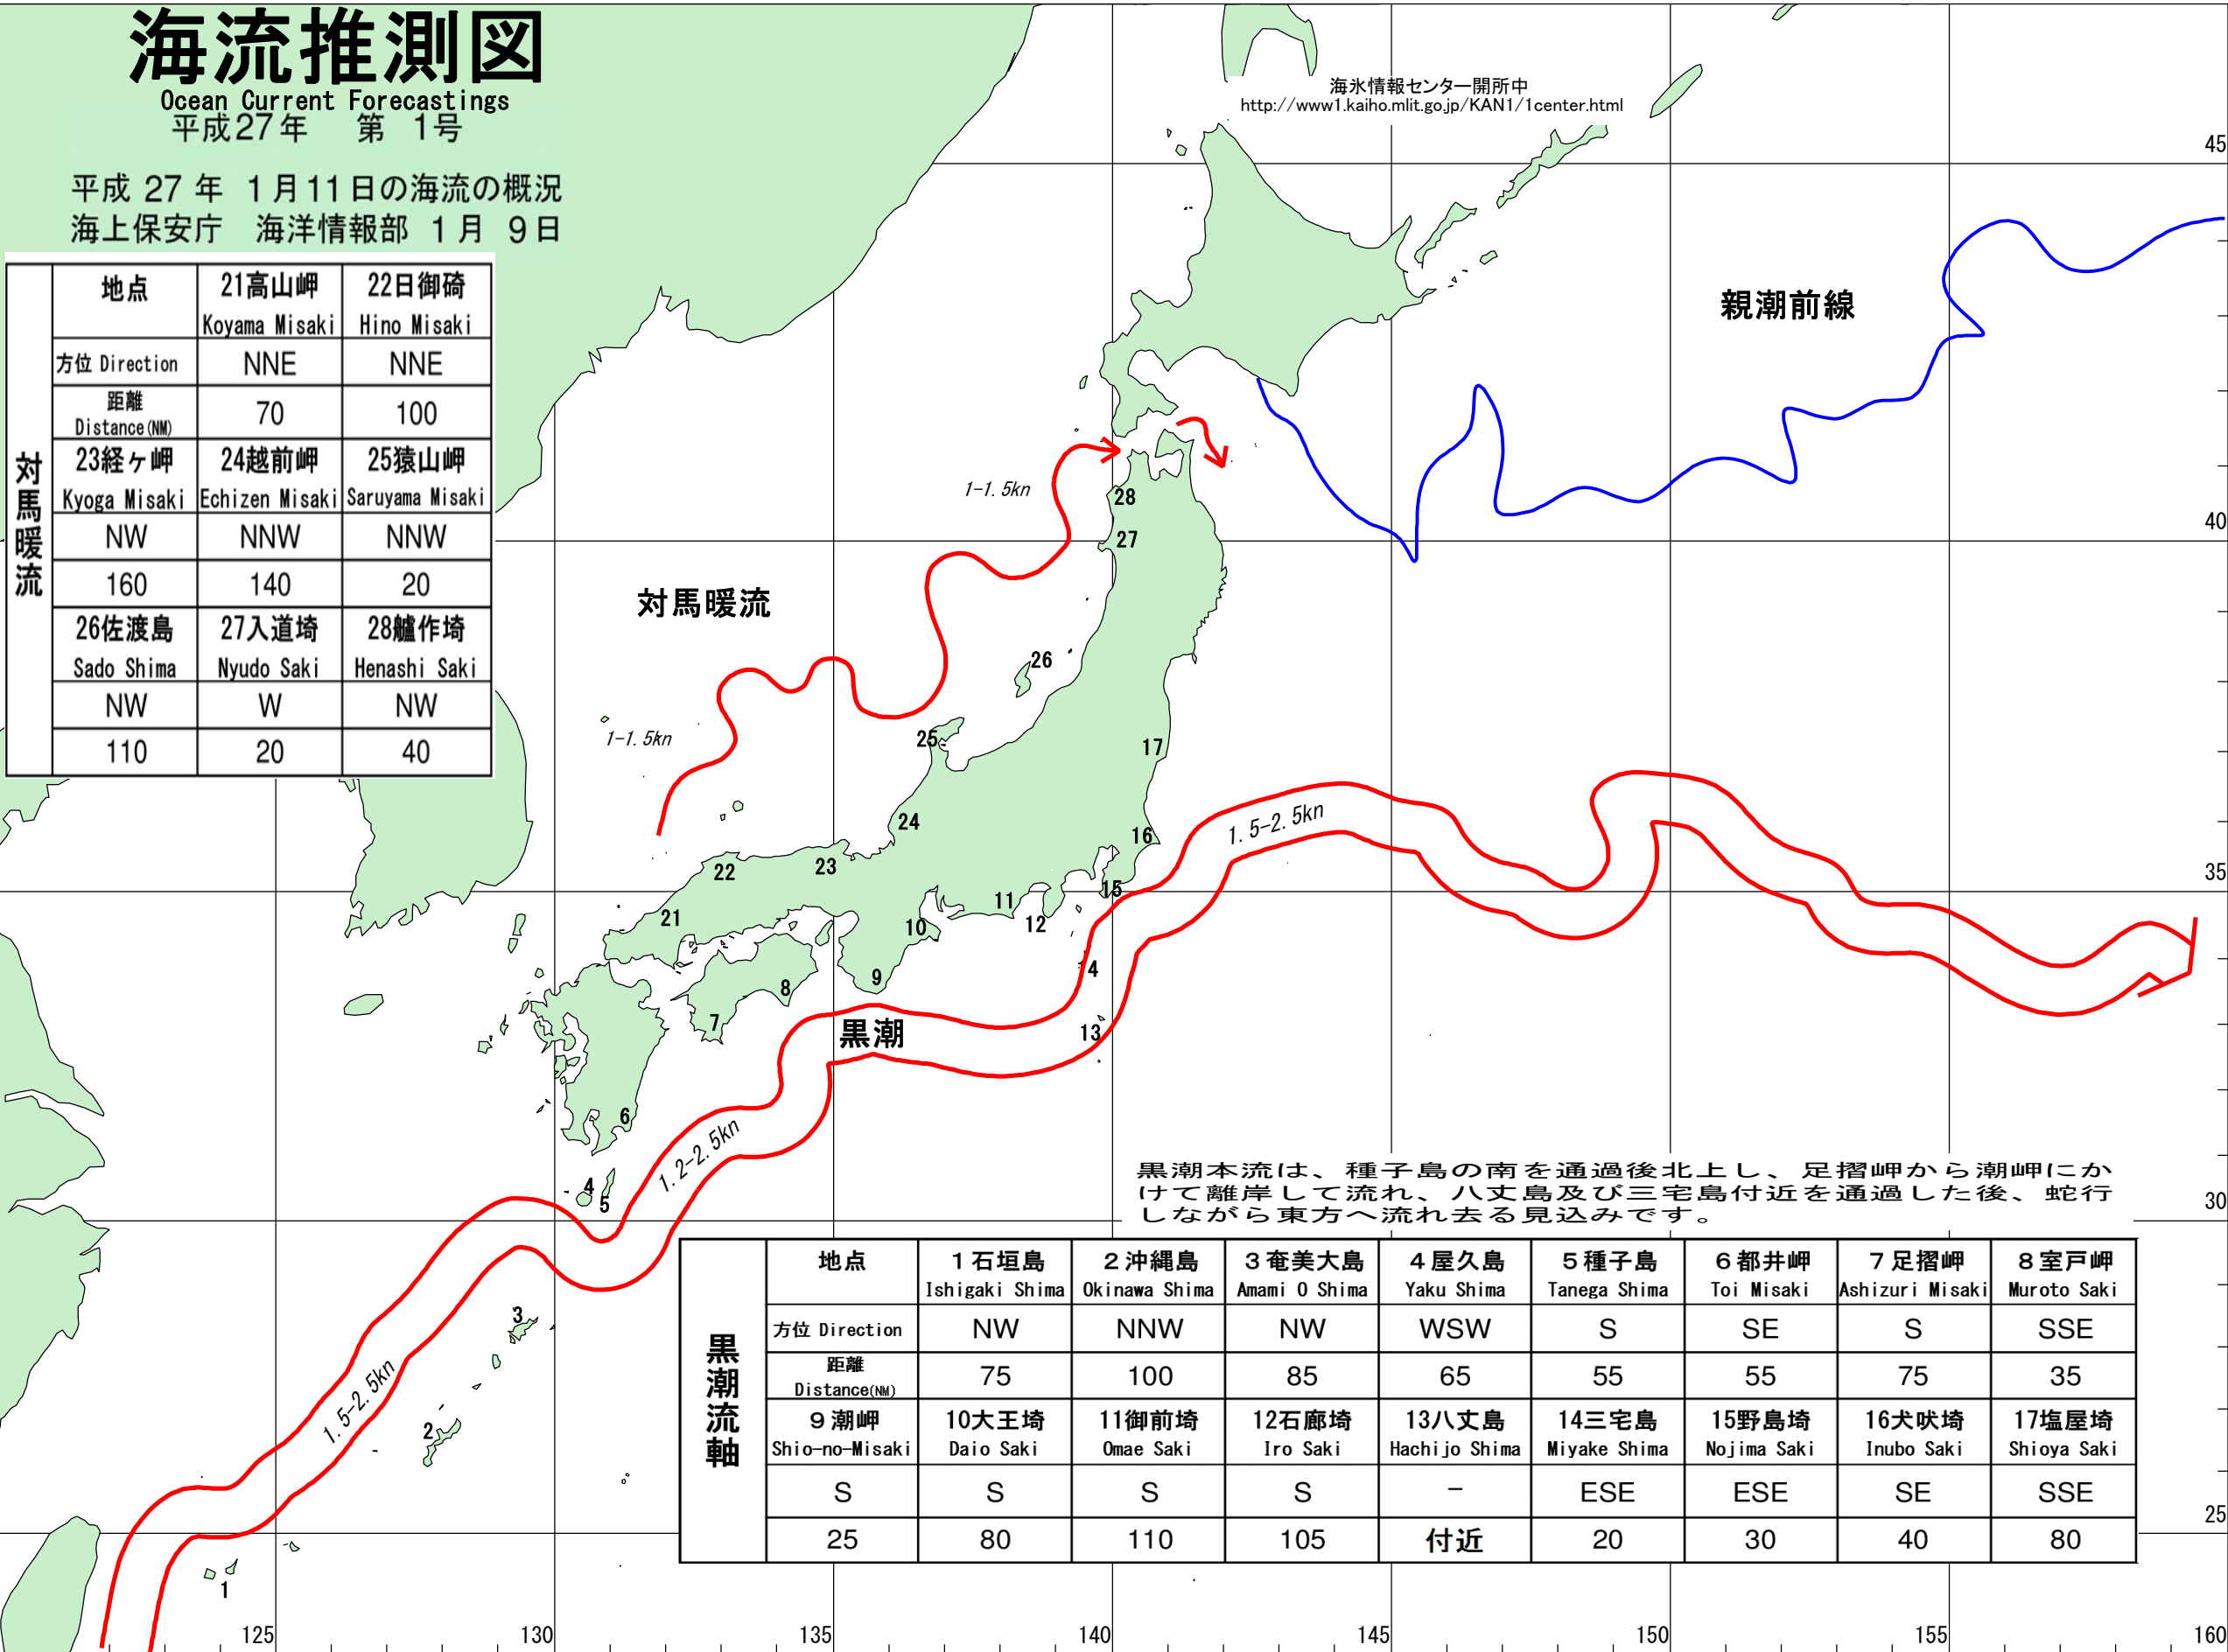 海流推測図
Ocean Current Forecastings
平成27年 第 1号
平成 27 年 1月11日の海流の概況
海上保安庁 海洋情報部 1月 9日
海氷情報センター開所中
http://www1.kaiho.mlit.go.jp/KAN1/1center.html
対馬暖流
地点 21高山岬 22日御碕
Koyama Misaki Hino Misaki
方位 Direction NNE NNE
距離 Distance(NM) 70 100
23経ヶ岬 24越前岬 25猿山岬
Kyoga Misaki Echizen Misaki Saruyama Misaki
NW NNW NNW
160 140 20
26佐渡島 27入道埼 28艫作埼
Sado Shima Nyudo Saki Henashi Saki
NW W NW
110 20 40
親潮前線
対馬暖流
1-1.5kn
1-1.5kn
28
27
26
25
24
23
22
21
17
16
15
14
13
12
11
10
9
8
7
6
5
4
3
2
1
黒潮
1.5-2.5kn
1.2-2.5kn
1.5-2.5kn
45
40
35
30
25
黒潮本流は、種子島の南を通過後北上し、足摺岬から潮岬にか
けて離岸して流れ、八丈島及び三宅島付近を通過した後、蛇行
しながら東方へ流れ去る見込みです。
黒潮流軸
地点 1石垣島 2沖縄島 3奄美大島 4屋久島 5種子島 6都井岬 7足摺岬 8室戸岬
Ishigaki Shima Okinawa Shima Amami O Shima Yaku Shima Tanega Shima Toi Misaki Ashizuri Misaki Muroto Saki
方位 Direction NW NNW NW WSW S SE S SSE
距離 Distance(NM) 75 100 85 65 55 55 75 35
9潮岬 10大王埼 11御前埼 12石廊埼 13八丈島 14三宅島 15野島埼 16犬吠埼 17塩屋埼
Shio-no-Misaki Daio Saki Omae Saki Iro Saki Hachijo Shima Miyake Shima Nojima Saki Inubo Saki Shioya Saki
S S S S - ESE ESE SE SSE
25 80 110 105 付近 20 30 40 80
125 130 135 140 145 150 155 160